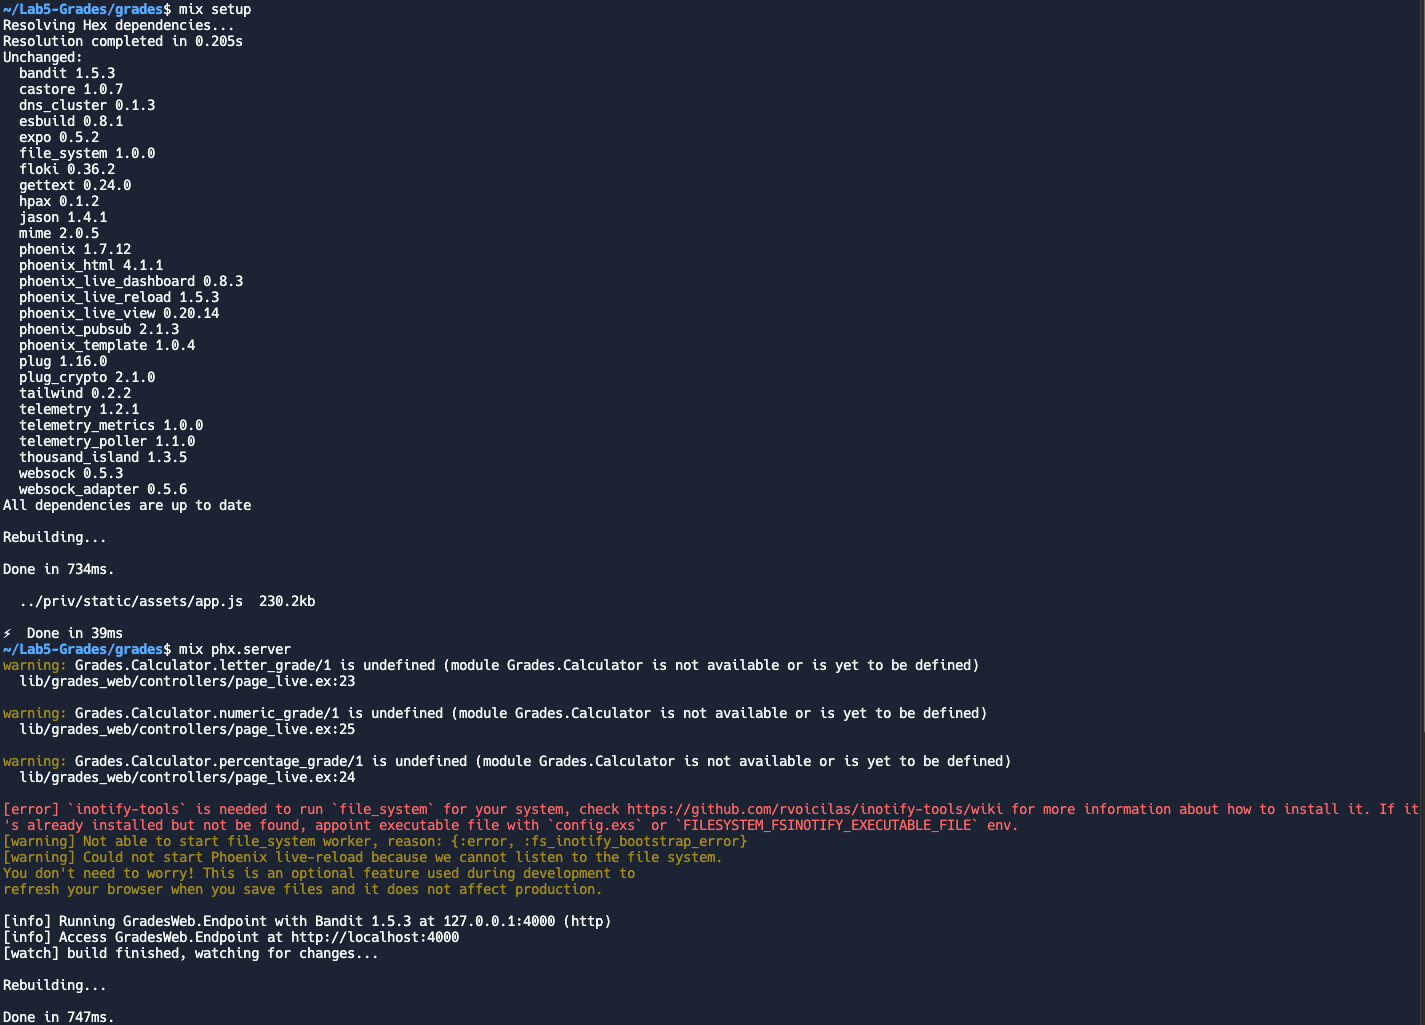 ~/Lab5-Grades/grades$ mix setup
Resolving Hex dependencies...
Resolution completed in 0.205s
Unchanged:
  bandit 1.5.3
  castore 1.0.7
  dns_cluster 0.1.3
  esbuild 0.8.1
  expo 0.5.2
  file_system 1.0.0
  floki 0.36.2
  gettext 0.24.0
  hpax 0.1.2
  jason 1.4.1
  mime 2.0.5
  phoenix 1.7.12
  phoenix_html 4.1.1
  phoenix_live_dashboard 0.8.3
  phoenix_live_reload 1.5.3
  phoenix_live_view 0.20.14
  phoenix_pubsub 2.1.3
  phoenix_template 1.0.4
  plug 1.16.0
  plug_crypto 2.1.0
  tailwind 0.2.2
  telemetry 1.2.1
  telemetry_metrics 1.0.0
  telemetry_poller 1.1.0
  thousand_island 1.3.5
  websock 0.5.3
  websock_adapter 0.5.6
All dependencies are up to date
Rebuilding...
Done in 734ms.
  ../priv/static/assets/app.js  230.2kb
⚡ Done in 39ms
~/Lab5-Grades/grades$ mix phx.server
warning: Grades.Calculator.letter_grade/1 is undefined (module Grades.Calculator is not available or is yet to be defined)
  lib/grades_web/controllers/page_live.ex:23
warning: Grades.Calculator.numeric_grade/1 is undefined (module Grades.Calculator is not available or is yet to be defined)
  lib/grades_web/controllers/page_live.ex:25
warning: Grades.Calculator.percentage_grade/1 is undefined (module Grades.Calculator is not available or is yet to be defined)
  lib/grades_web/controllers/page_live.ex:24
[error] `inotify-tools` is needed to run `file_system` for your system, check https://github.com/rvoicilas/inotify-tools/wiki for more information about how to install it. If it
's already installed but not be found, appoint executable file with `config.exs` or `FILESYSTEM_FSINOTIFY_EXECUTABLE_FILE` env.
[warning] Not able to start file_system worker, reason: {:error, :fs_inotify_bootstrap_error}
[warning] Could not start Phoenix live-reload because we cannot listen to the file system.
You don't need to worry! This is an optional feature used during development to
refresh your browser when you save files and it does not affect production.
[info] Running GradesWeb.Endpoint with Bandit 1.5.3 at 127.0.0.1:4000 (http)
[info] Access GradesWeb.Endpoint at http://localhost:4000
[watch] build finished, watching for changes...
Rebuilding...
Done in 747ms.